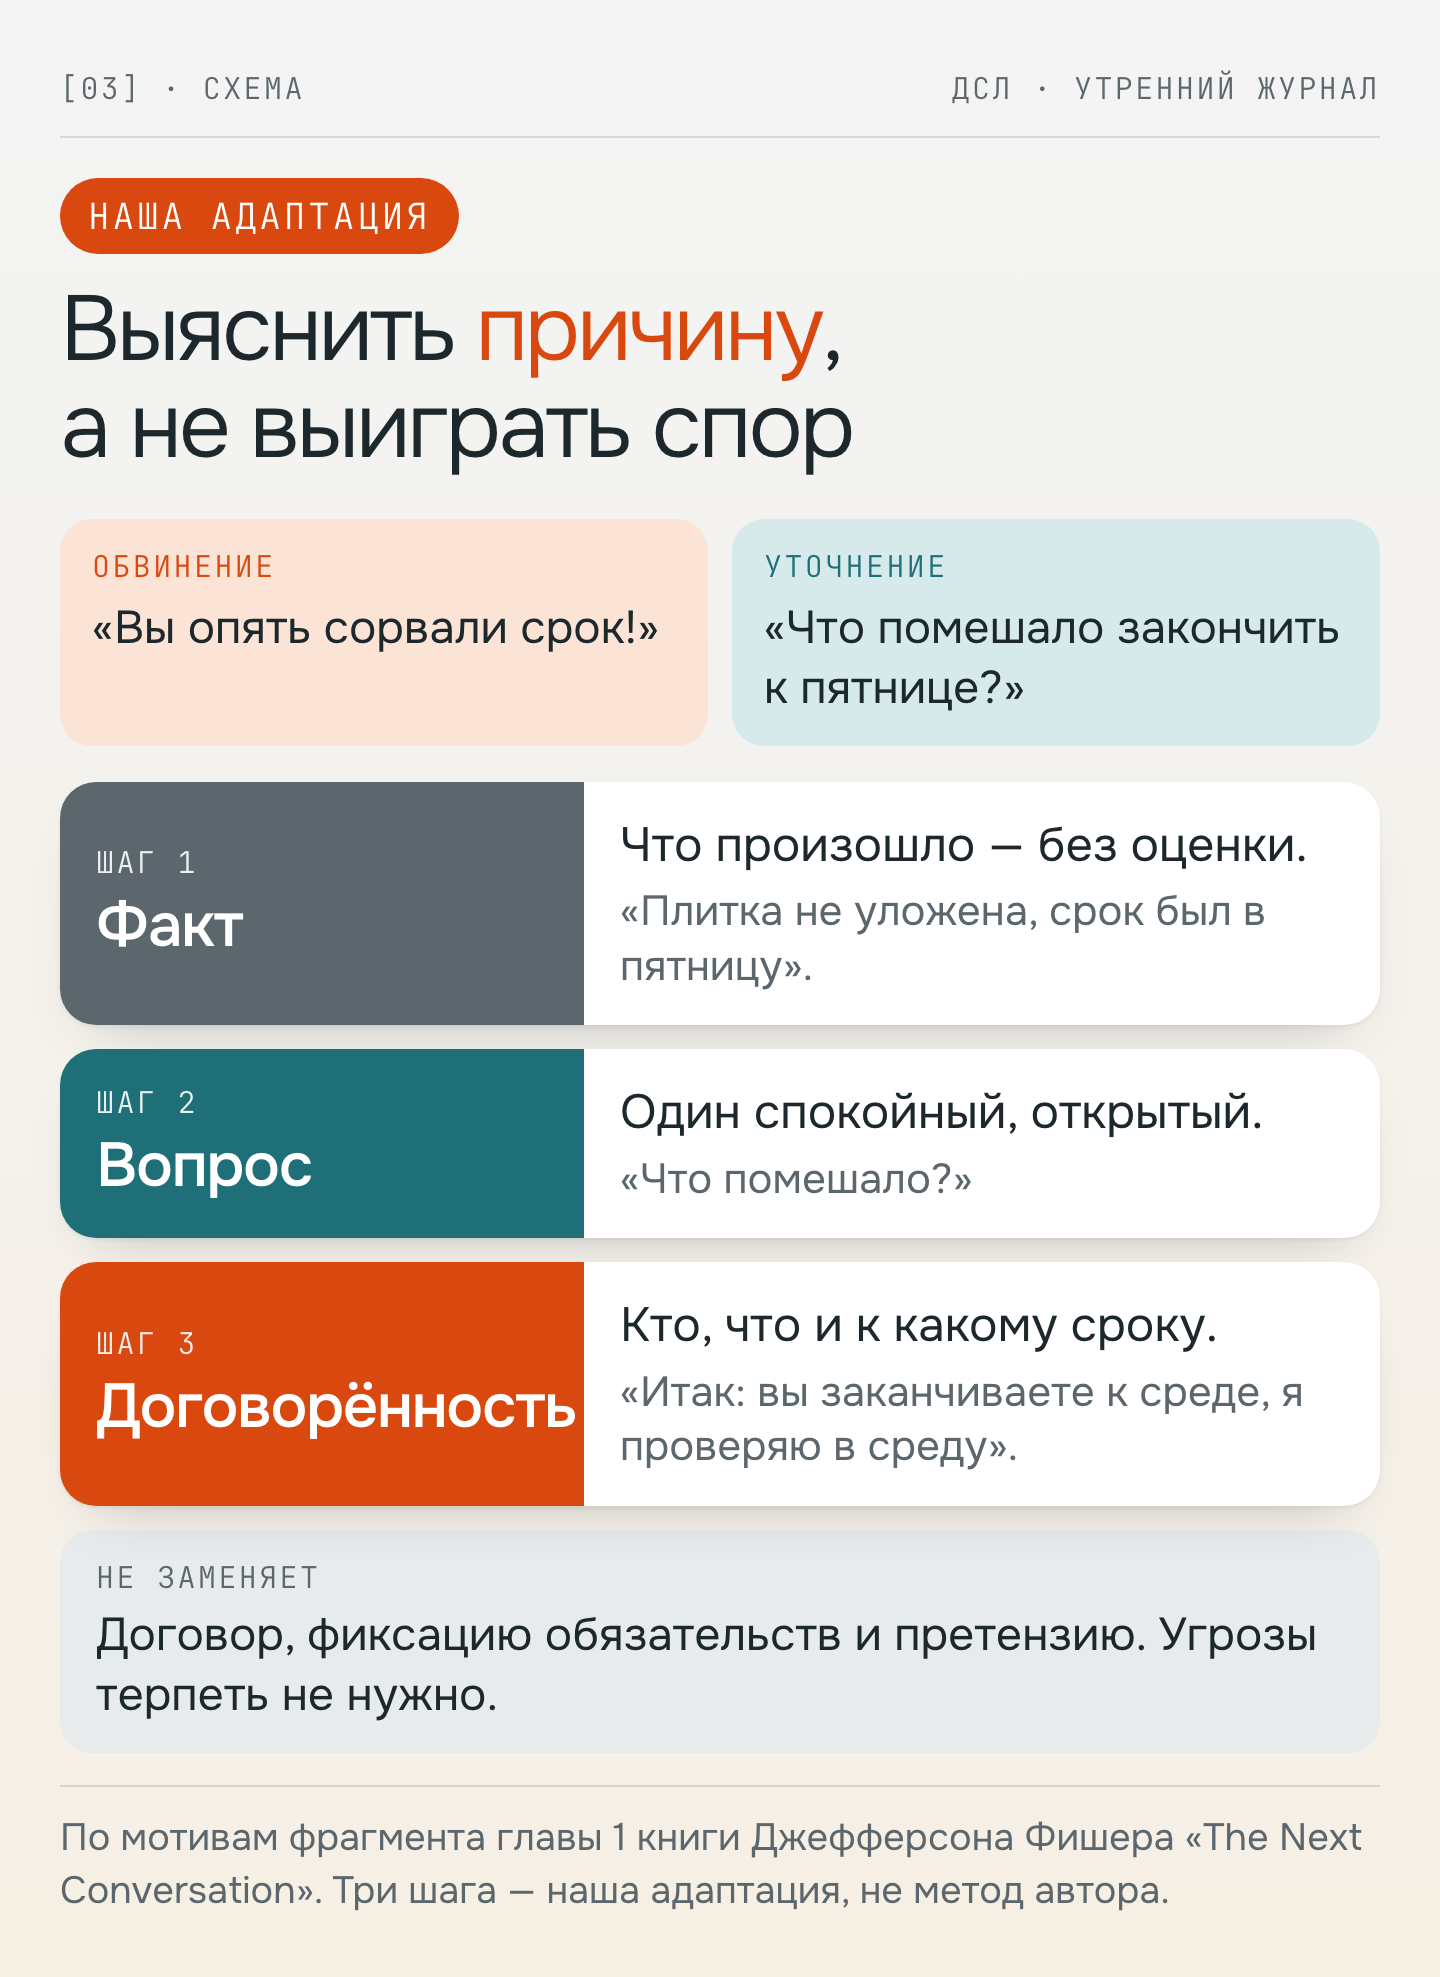 [03] · СХЕМА
ДСЛ · УТРЕННИЙ ЖУРНАЛ
НАША АДАПТАЦИЯ
Выяснить причину,
а не выиграть спор
ОБВИНЕНИЕ
«Вы опять сорвали срок!»
УТОЧНЕНИЕ
«Что помешало закончить
к пятнице?»
ШАГ 1
Факт
Что произошло — без оценки.
«Плитка не уложена, срок был в
пятницу».
ШАГ 2
Вопрос
Один спокойный, открытый.
«Что помешало?»
ШАГ 3
Договорённость
Кто, что и к какому сроку.
«Итак: вы заканчиваете к среде, я
проверяю в среду».
НЕ ЗАМЕНЯЕТ
Договор, фиксацию обязательств и претензию. Угрозы
терпеть не нужно.
По мотивам фрагмента главы 1 книги Джефферсона Фишера «The Next
Conversation». Три шага — наша адаптация, не метод автора.